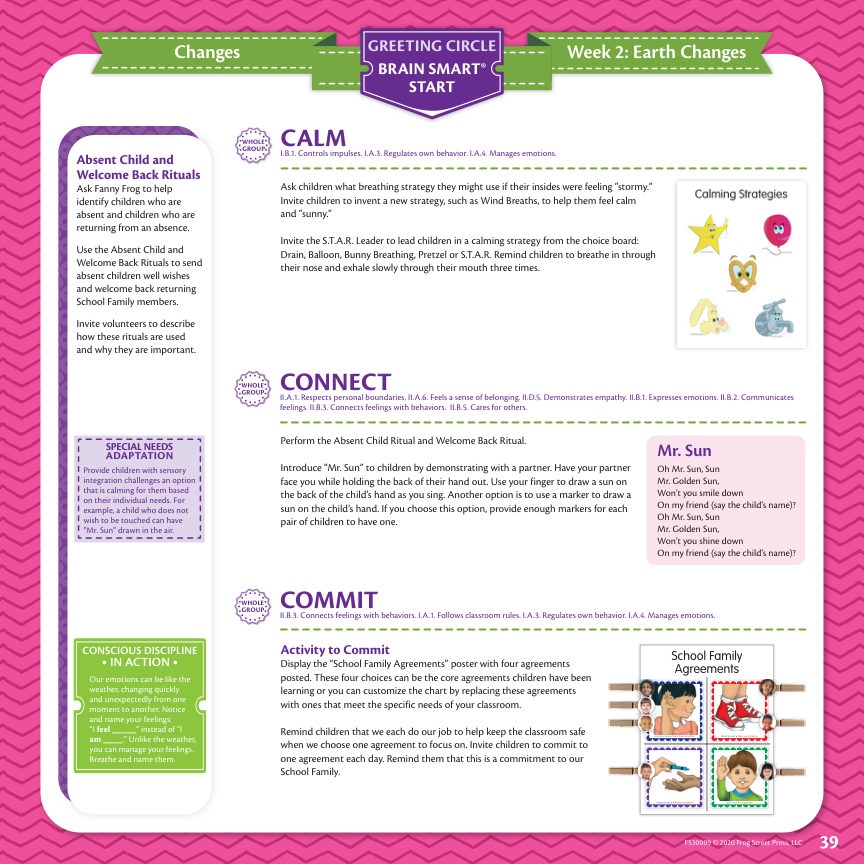 Changes
GREETING CIRCLE
BRAIN SMART®
START
Week 2: Earth Changes
Absent Child and
Welcome Back Rituals
Ask Fanny Frog to help
identify children who are
absent and children who are
returning from an absence.
Use the Absent Child and
Welcome Back Rituals to send
absent children well wishes
and welcome back returning
School Family members.
Invite volunteers to describe
how these rituals are used
and why they are important.
SPECIAL NEEDS
ADAPTATION
Provide children with sensory
integration challenges an option
that is calming for them based
on their individual needs. For
example, a child who does not
wish to be touched can have
"Mr. Sun" drawn in the air.
CONSCIOUS DISCIPLINE
• IN ACTION •
Our emotions can be like the
weather, changing quickly
and unexpectedly from one
moment to another. Notice
and name your feelings:
"I feel _____" instead of "I
am ____." Unlike the weather,
you can manage your feelings.
Breathe and name them.
WHOLE
GROUP
CALM
I.B.1. Controls impulses. I.A.3. Regulates own behavior. I.A.4. Manages emotions.
Ask children what breathing strategy they might use if their insides were feeling "stormy."
Invite children to invent a new strategy, such as Wind Breaths, to help them feel calm
and "sunny."
Invite the S.T.A.R. Leader to lead children in a calming strategy from the choice board:
Drain, Balloon, Bunny Breathing, Pretzel or S.T.A.R. Remind children to breathe in through
their nose and exhale slowly through their mouth three times.
Calming Strategies
WHOLE
GROUP
CONNECT
II.A.1. Respects personal boundaries. II.A.6. Feels a sense of belonging. II.D.5. Demonstrates empathy. II.B.1. Expresses emotions. II.B.2. Communicates
feelings. II.B.3. Connects feelings with behaviors. II.B.5. Cares for others.
Perform the Absent Child Ritual and Welcome Back Ritual.
Introduce "Mr. Sun" to children by demonstrating with a partner. Have your partner
face you while holding the back of their hand out. Use your finger to draw a sun on
the back of the child's hand as you sing. Another option is to use a marker to draw a
sun on the child's hand. If you choose this option, provide enough markers for each
pair of children to have one.
Mr. Sun
Oh Mr. Sun, Sun
Mr. Golden Sun,
Won't you smile down
On my friend (say the child's name)?
Oh Mr. Sun, Sun
Mr. Golden Sun,
Won't you shine down
On my friend (say the child's name)?
WHOLE
GROUP
COMMIT
II.B.3. Connects feelings with behaviors. I.A.1. Follows classroom rules. I.A.3. Regulates own behavior. I.A.4. Manages emotions.
Activity to Commit
Display the "School Family Agreements" poster with four agreements
posted. These four choices can be the core agreements children have been
learning or you can customize the chart by replacing these agreements
with ones that meet the specific needs of your classroom.
Remind children that we each do our job to help keep the classroom safe
when we choose one agreement to focus on. Invite children to commit to
one agreement each day. Remind them that this is a commitment to our
School Family.
School Family
Agreements
FS30009 © 2020 Frog Street Press, LLC
39